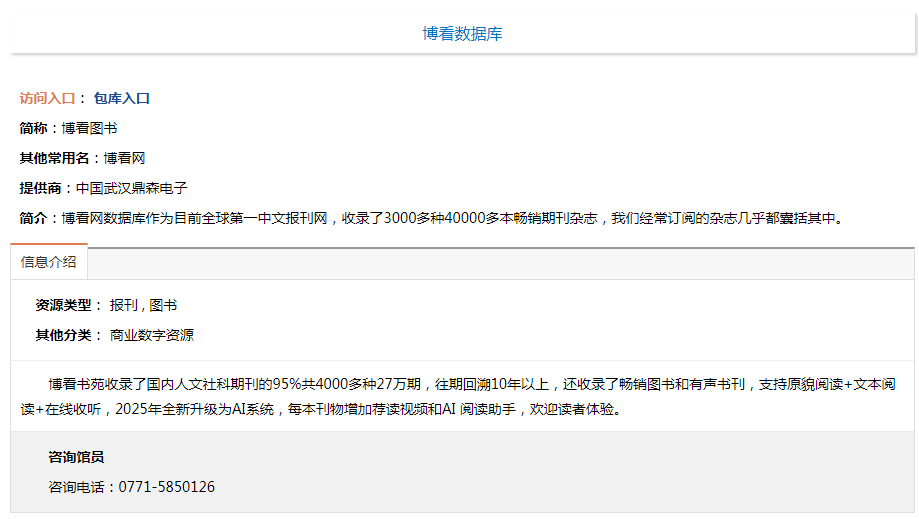 博看数据库
访问入口： 包库入口
简称：博看图书
其他常用名：博看网
提供商：中国武汉鼎森电子
简介：博看网数据库作为目前全球第一中文报刊网，收录了3000多种40000多本畅销期刊杂志，我们经常订阅的杂志几乎都囊括其中。
信息介绍
资源类型： 报刊 , 图书
其他分类： 商业数字资源
博看书苑收录了国内人文社科期刊的95%共4000多种27万期，往期回溯10年以上，还收录了畅销图书和有声书刊，支持原貌阅读+文本阅
读+在线收听，2025年全新升级为AI系统，每本刊物增加荐读视频和AI 阅读助手，欢迎读者体验。
咨询馆员
咨询电话：0771-5850126